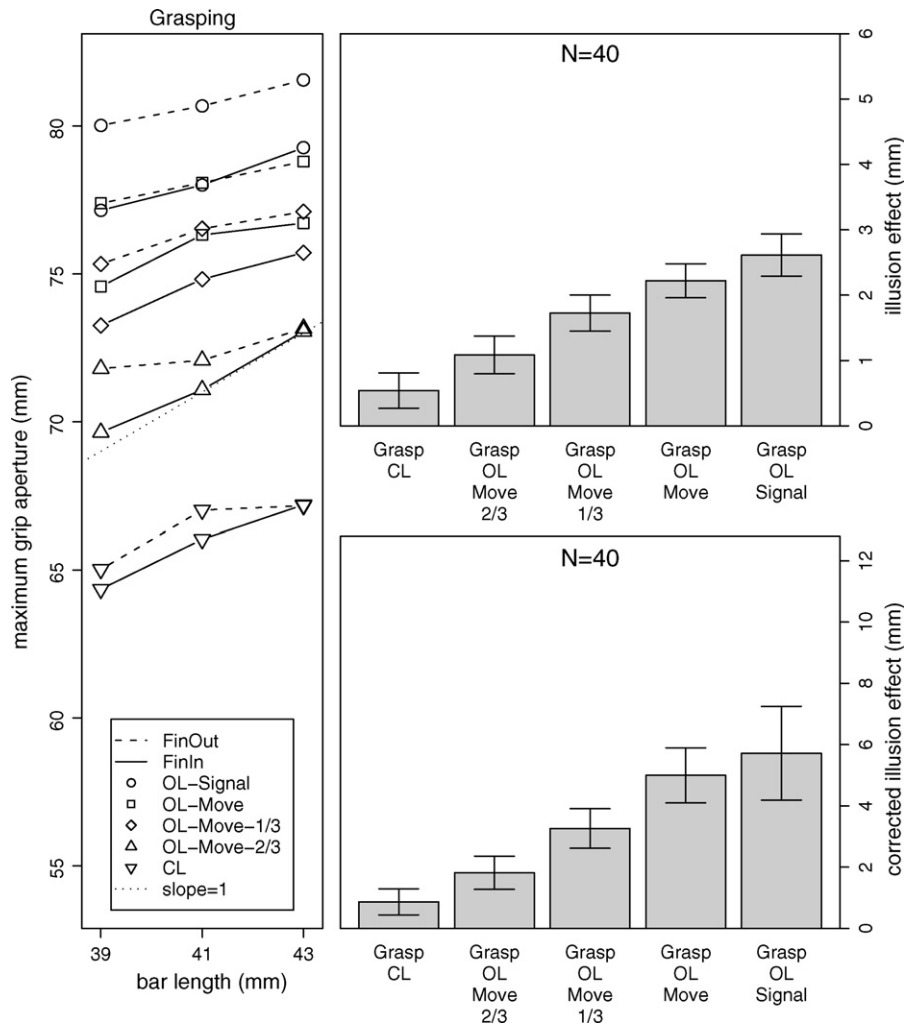 Grasping
maximum grip aperture (mm)
80
75
70
65
60
55
FinOut
FinIn
OL−Signal
OL−Move
OL−Move−1/3
OL−Move−2/3
CL
slope=1
39
41
43
bar length (mm)
N=40
illusion effect (mm)
6
5
4
3
2
1
0
Grasp
CL
Grasp
OL
Move
2/3
Grasp
OL
Move
1/3
Grasp
OL
Move
Grasp
OL
Signal
N=40
corrected illusion effect (mm)
12
10
8
6
4
2
0
Grasp
CL
Grasp
OL
Move
2/3
Grasp
OL
Move
1/3
Grasp
OL
Move
Grasp
OL
Signal